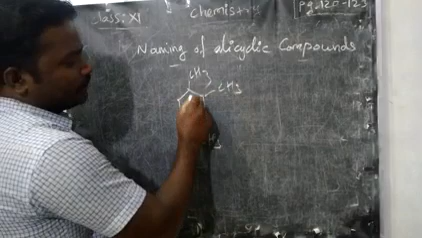 Class: XI Chemistry [Pg. 120-123]
Naming of alicyclic Compounds
CH3
CH3